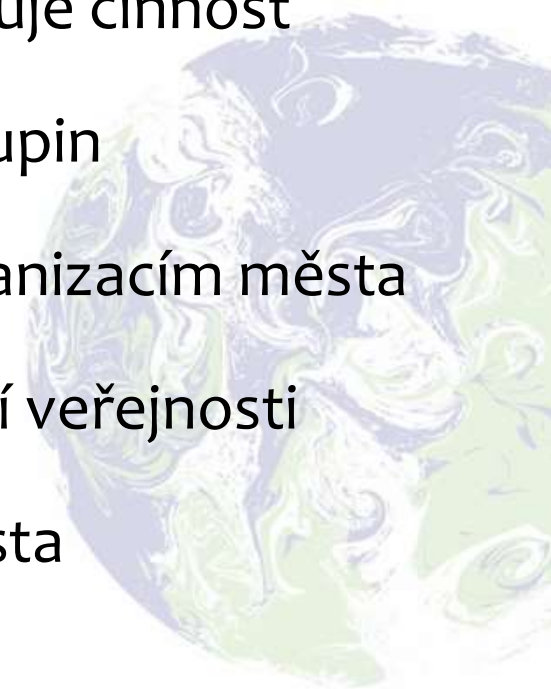 uje činnost
upin
anizacím města
í veřejnosti
sta